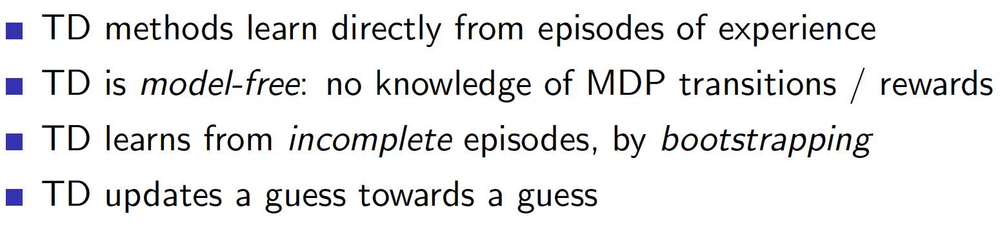 TD methods learn directly from episodes of experience
TD is model-free: no knowledge of MDP transitions / rewards
TD learns from incomplete episodes, by bootstrapping
TD updates a guess towards a guess